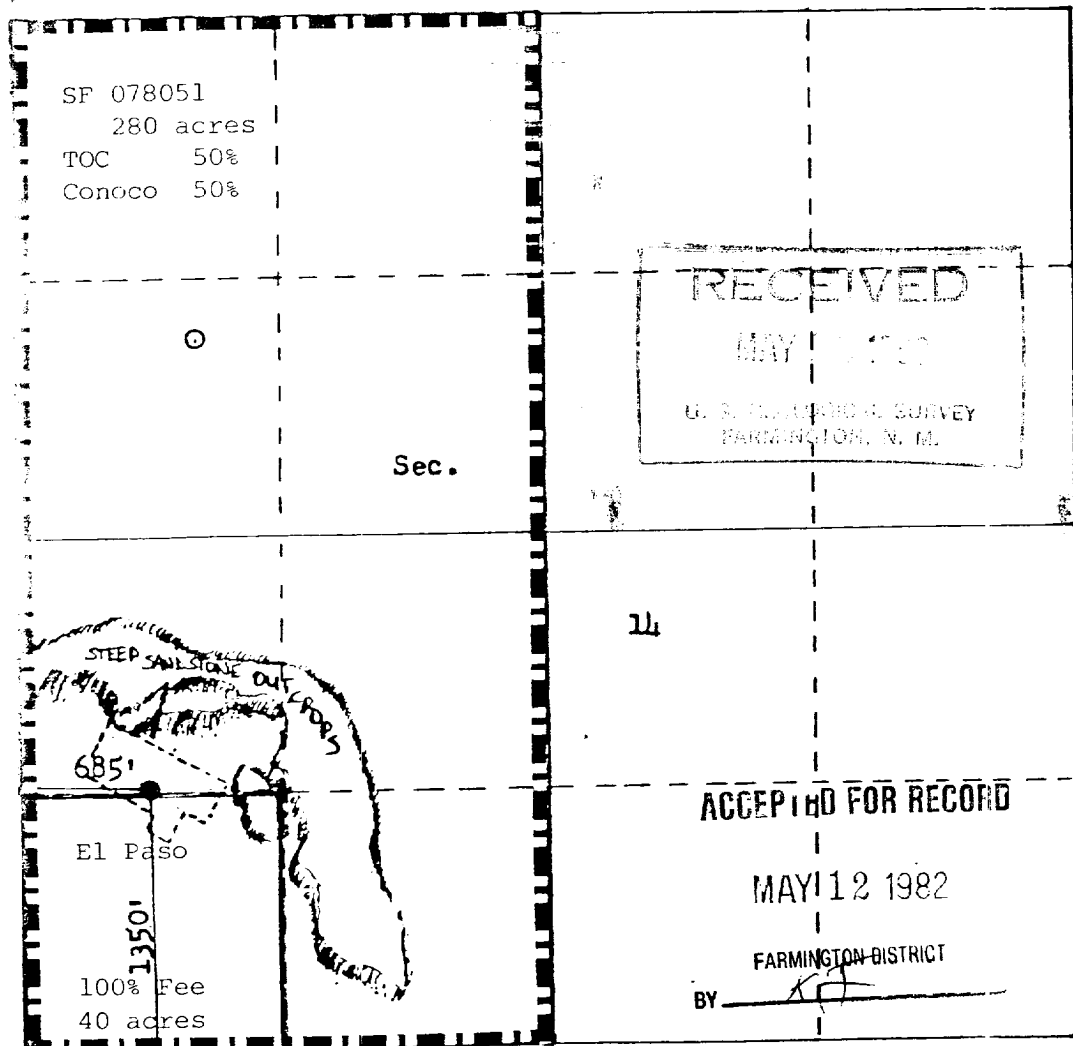 SF 078051
280 acres
TOC 50%
Conoco 50%
RECEIVED
MAY
U. S. SURVEY
FARMINGTON, N. M.
Sec.
14
STEEP SANDSTONE OUTCROPS
685'
El Paso
1350'
100% Fee
40 acres
ACCEPTED FOR RECORD
MAY 12 1982
FARMINGTON DISTRICT
BY